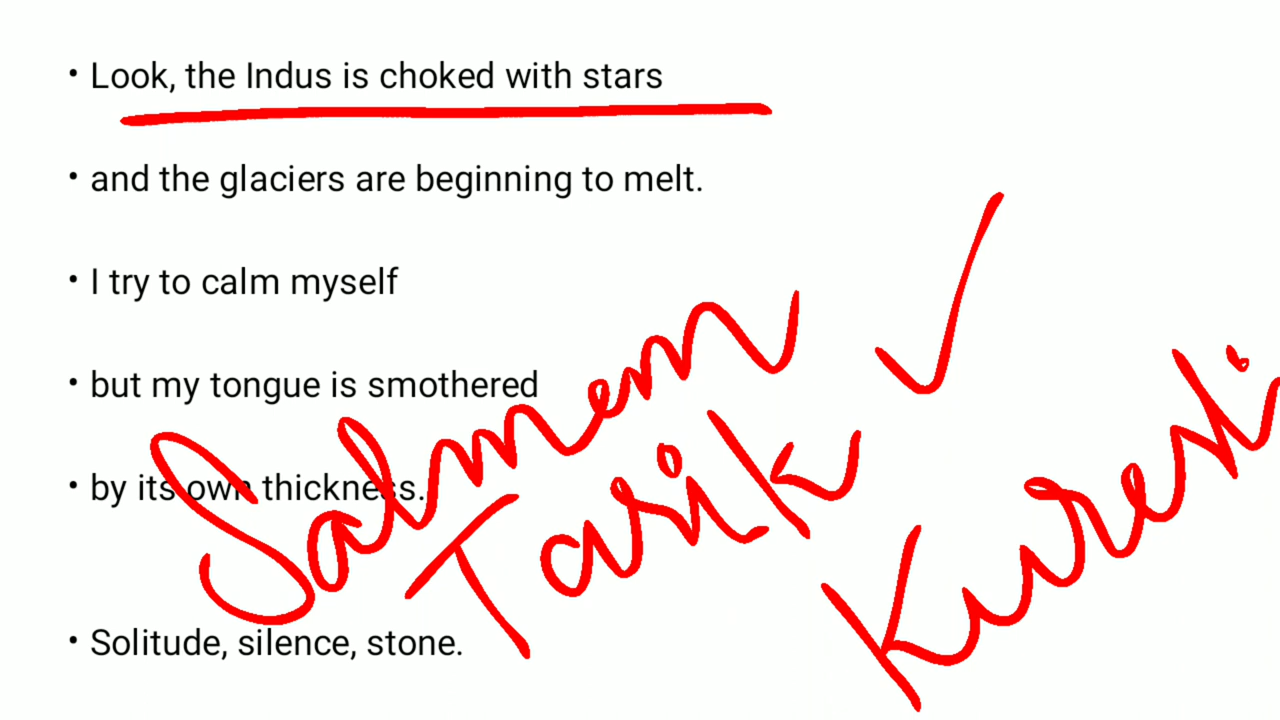 • Look, the Indus is choked with stars
• and the glaciers are beginning to melt.
• I try to calm myself
• but my tongue is smothered
• by its own thickness.
• Solitude, silence, stone.
Salmem
Tarik
Kureshi